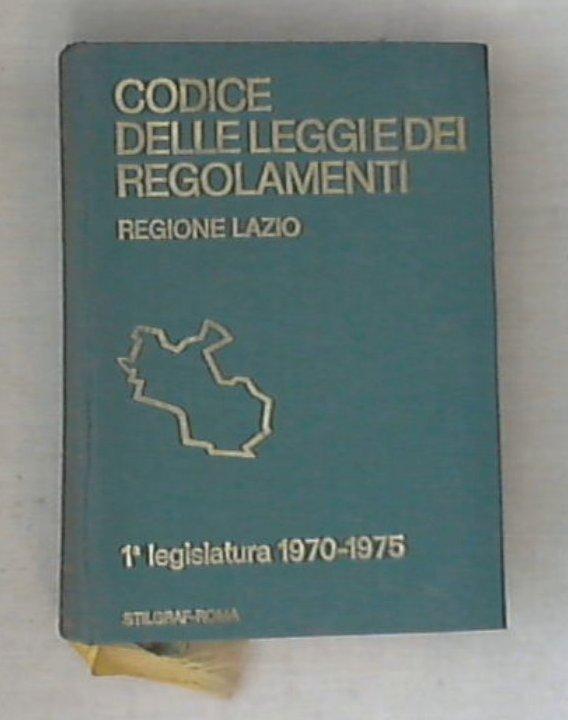 CODICE
DELLE LEGGI E DEI
REGOLAMENTI
REGIONE LAZIO
1ª legislatura 1970-1975
STILGRAF-ROMA